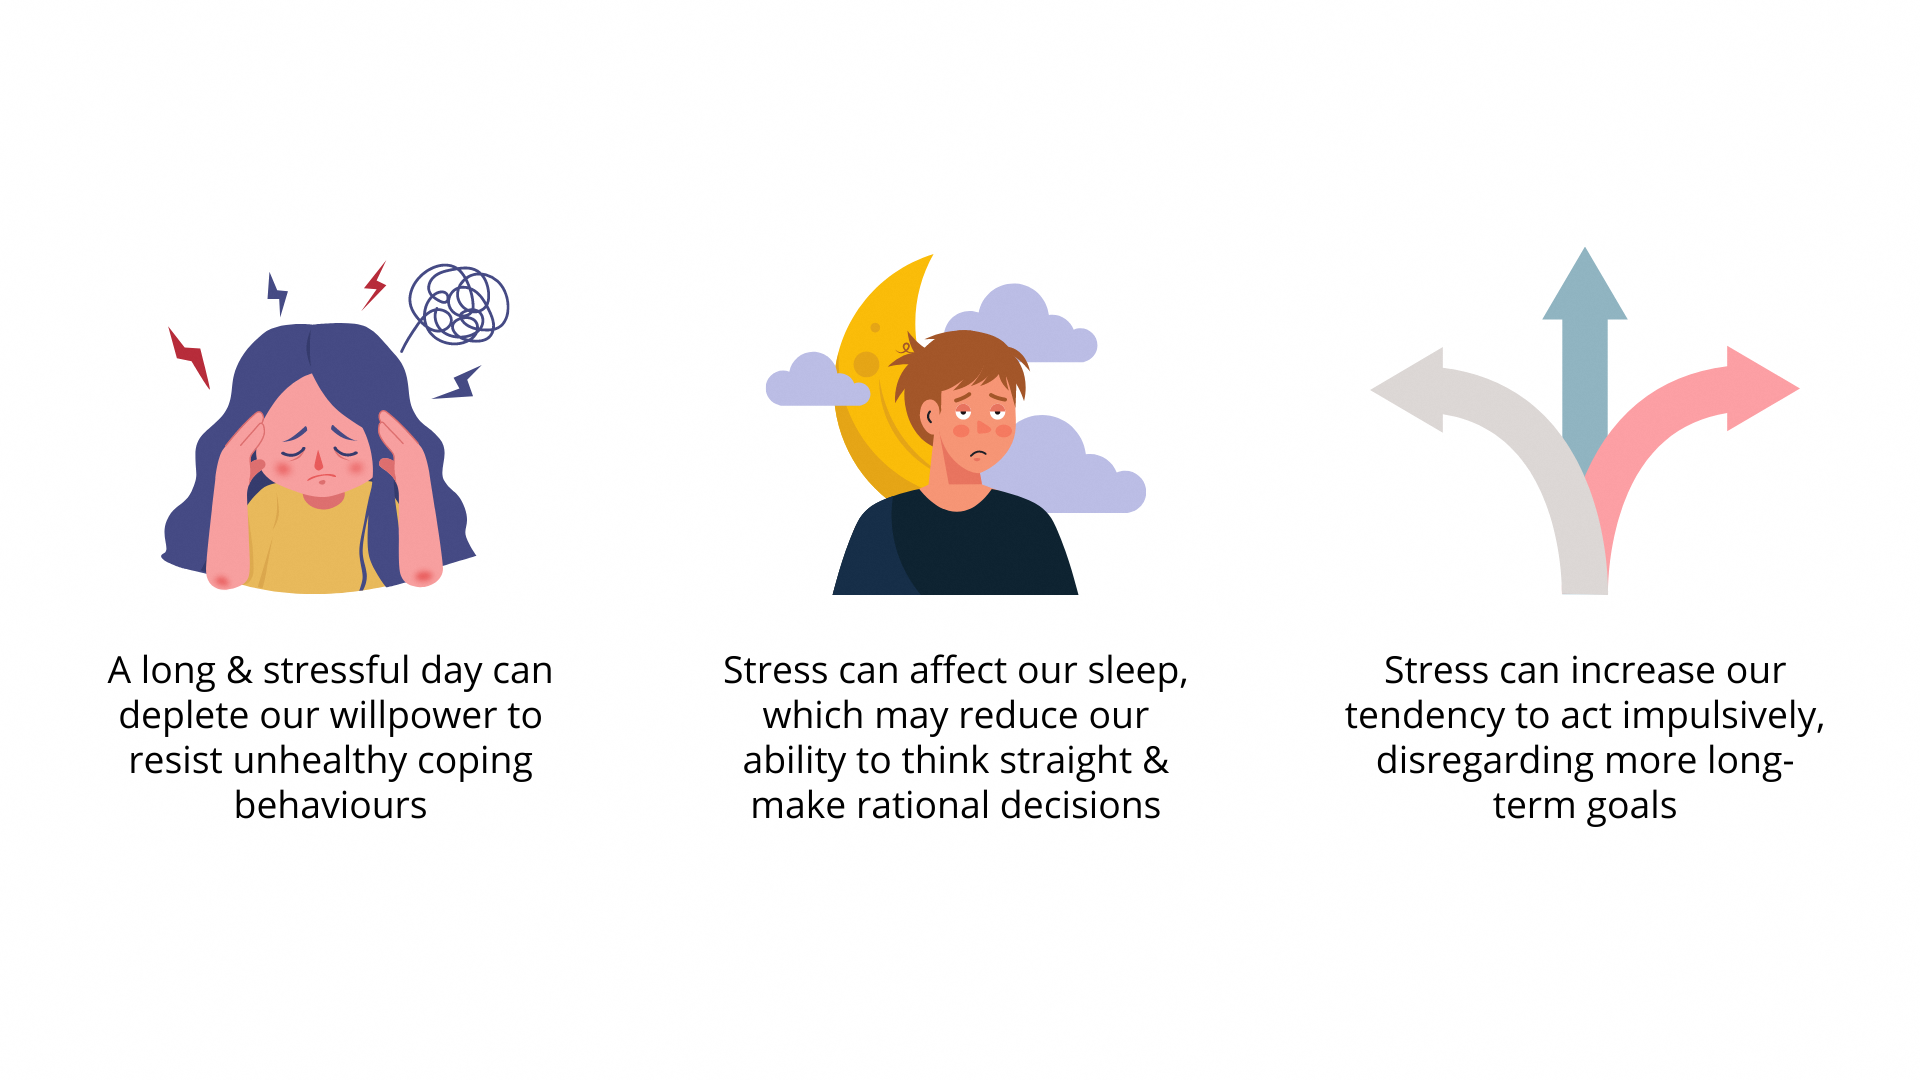 A long & stressful day can
deplete our willpower to
resist unhealthy coping
behaviours
Stress can affect our sleep,
which may reduce our
ability to think straight &
make rational decisions
Stress can increase our
tendency to act impulsively,
disregarding more long-
term goals